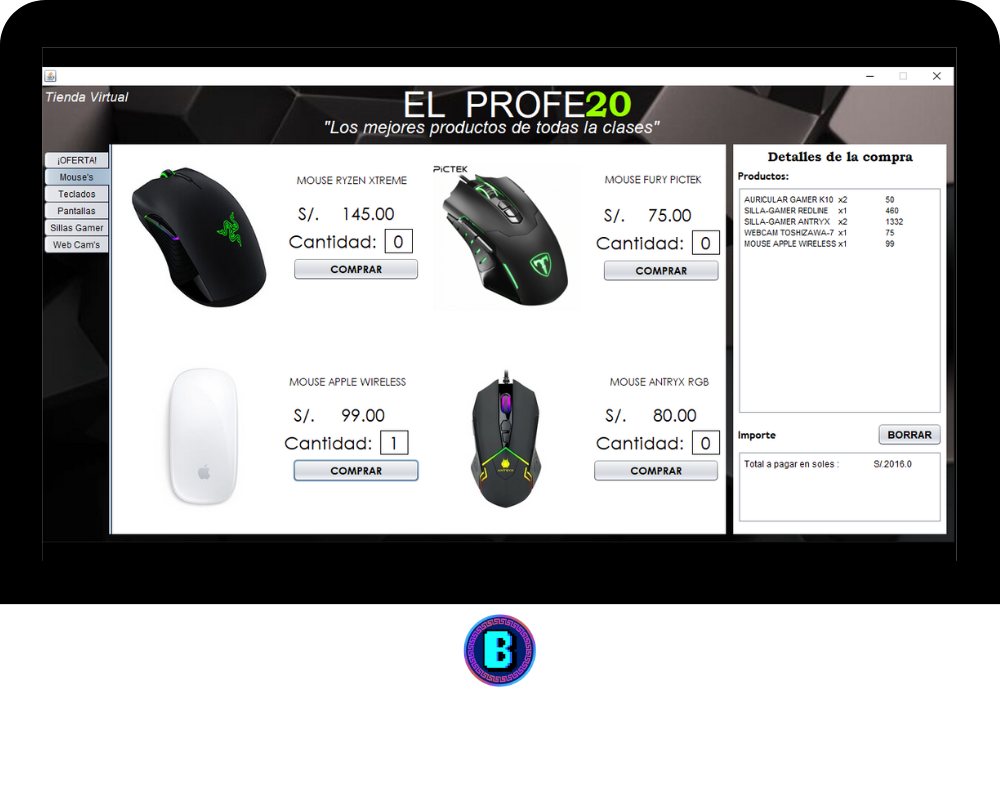 Tienda Virtual
EL PROFE20
"Los mejores productos de todas la clases"
¡OFERTA!
Mouse's
Teclados
Pantallas
Sillas Gamer
Web Cam's
MOUSE RYZEN XTREME
S/. 145.00
Cantidad: 0
COMPRAR
PICTEK
MOUSE FURY PICTEK
S/. 75.00
Cantidad: 0
COMPRAR
MOUSE APPLE WIRELESS
S/. 99.00
Cantidad: 1
COMPRAR
MOUSE ANTRYX RGB
S/. 80.00
Cantidad: 0
COMPRAR
Detalles de la compra
Productos:
AURICULAR GAMER K10 x2 50
SILLA-GAMER REDLINE x1 460
SILLA-GAMER ANTRYX x2 1332
WEBCAM TOSHIZAWA-7 x1 75
MOUSE APPLE WIRELESS x1 99
Importe
BORRAR
Total a pagar en soles : S/.2016.0
B